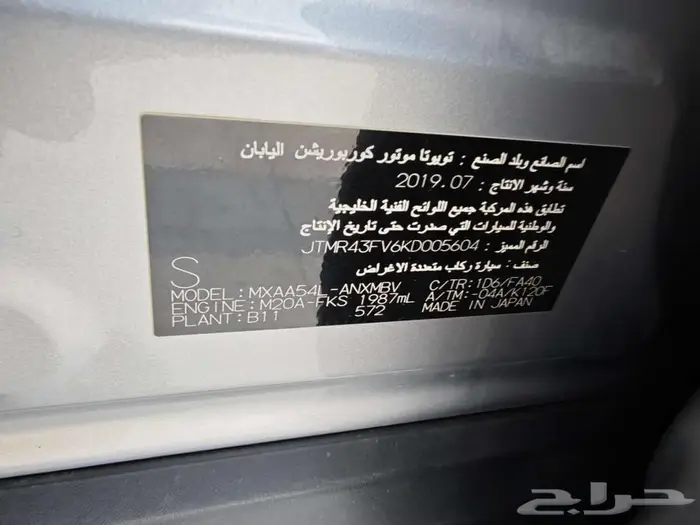 اسم الصانع وبلد الصنع : تويوتا موتور كوربوريشن اليابان
سنة وشهر الانتاج : 2019.07
تطابق هذه المركبة جميع اللوائح الفنية الخليجية
والوطنية للسيارات التي صدرت حتى تاريخ الإنتاج
الرقم المميز : JTMR43FV6KD005604
صنف : سيارة ركاب متعددة الاغراض
S
MODEL: MXAA54L-ANXMBV C/TR:1D6/FA40
ENGINE: M20A-FKS 1987mL A/TM:-04A/K120F
PLANT: B11 572 MADE IN JAPAN
حراج